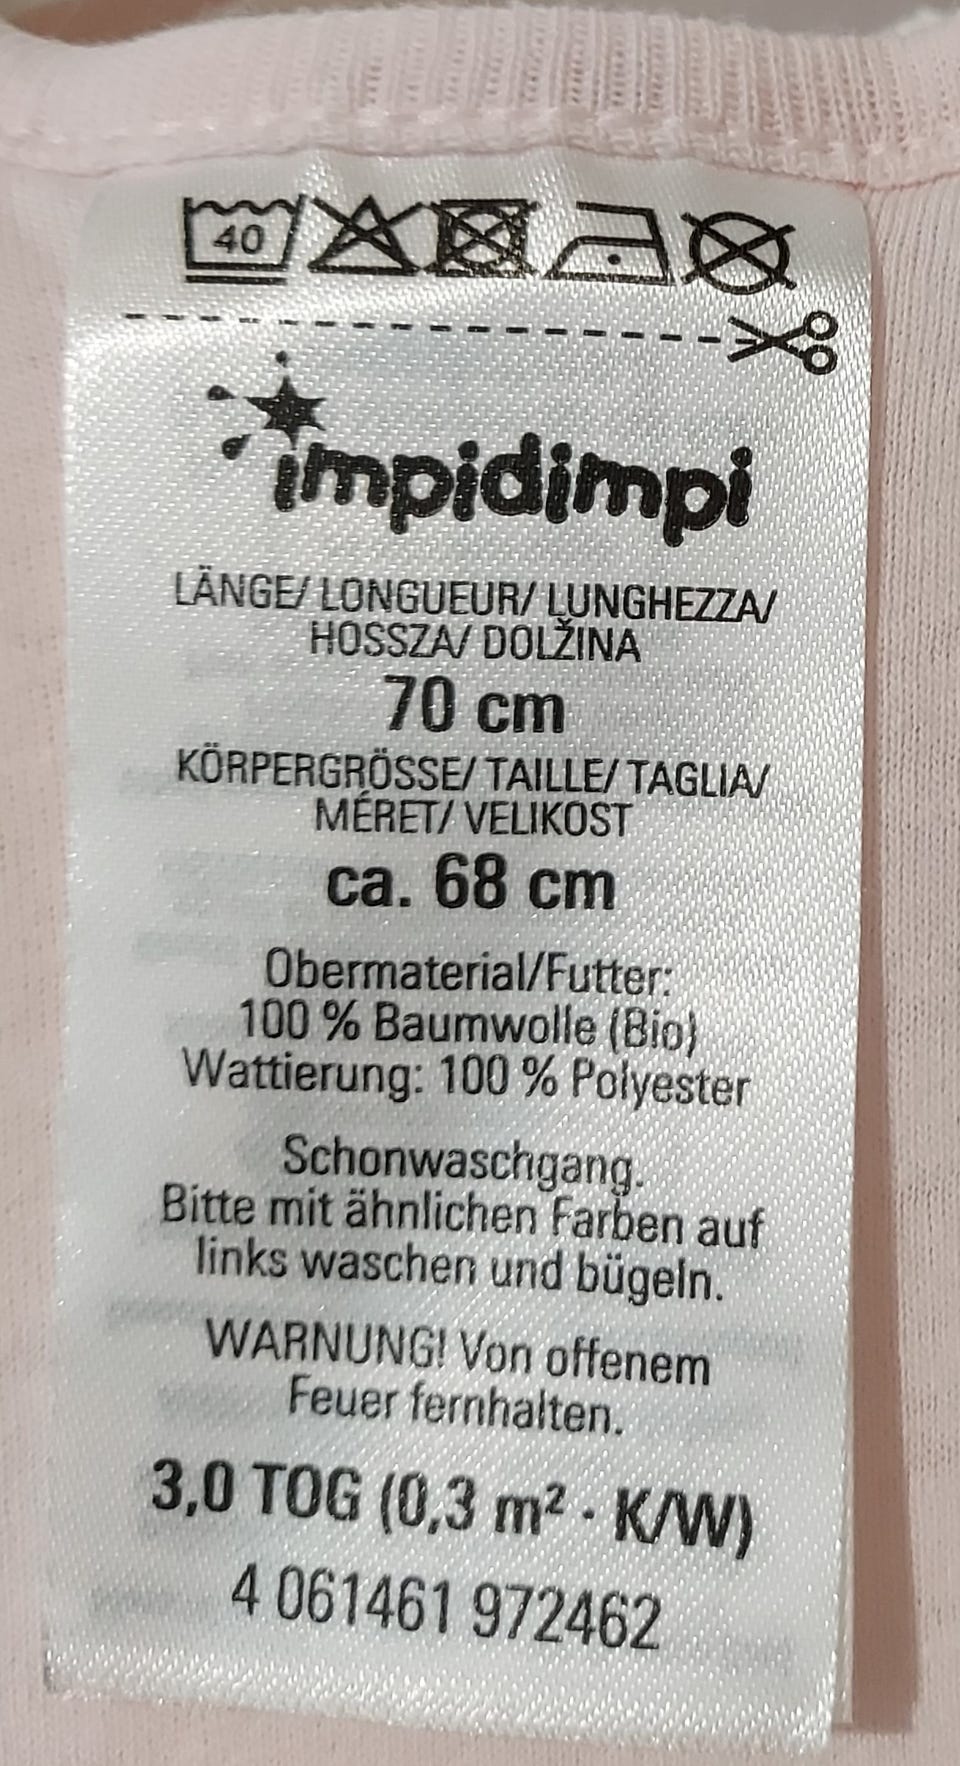 40
impidimpi
LÄNGE/ LONGUEUR/ LUNGHEZZA/
HOSSZA/ DOLŽINA
70 cm
KÖRPERGRÖSSE/ TAILLE/ TAGLIA/
MÉRET/ VELIKOST
ca. 68 cm
Obermaterial/Futter:
100 % Baumwolle (Bio)
Wattierung: 100 % Polyester
Schonwaschgang.
Bitte mit ähnlichen Farben auf
links waschen und bügeln.
WARNUNG! Von offenem
Feuer fernhalten.
3,0 TOG (0,3 m² · K/W)
4 061461 972462